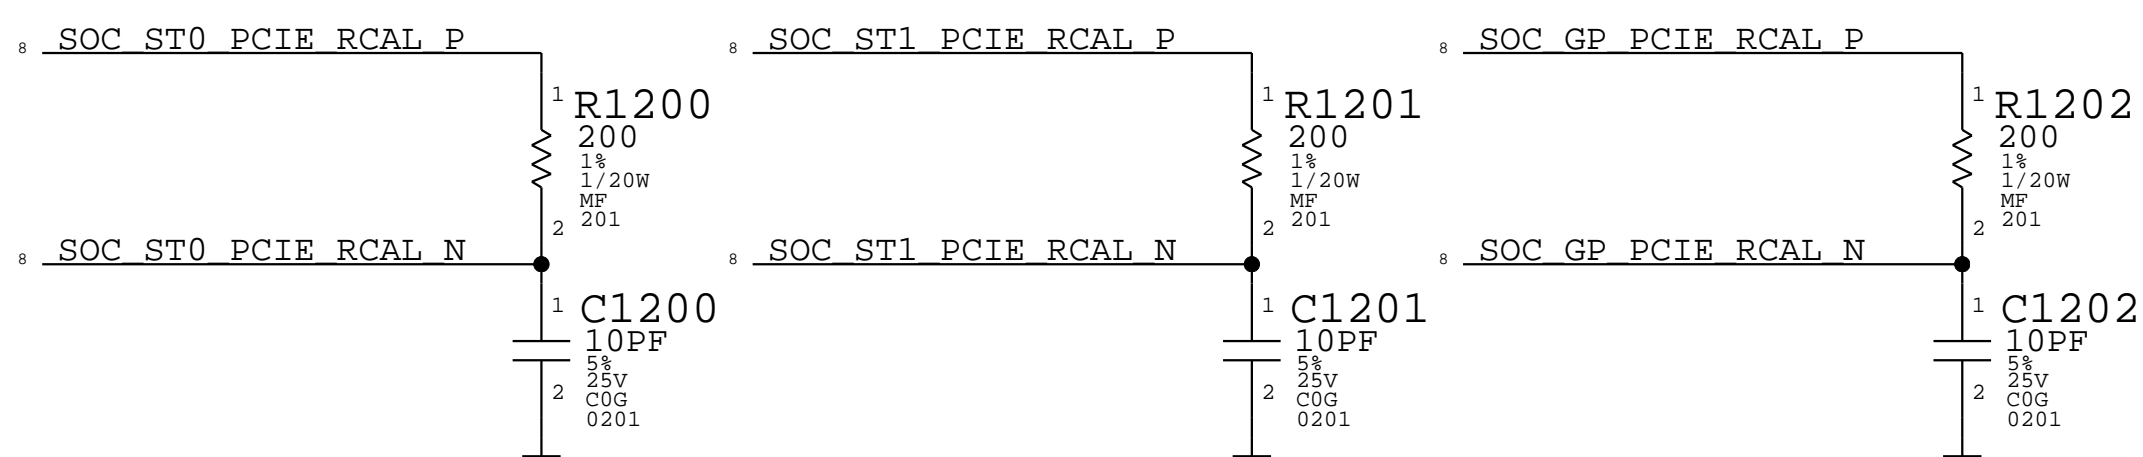 8 SOC_ST0_PCIE_RCAL_P
1 R1200
200
1%
1/20W
MF
201
2
8 SOC_ST0_PCIE_RCAL_N
1 C1200
10PF
5%
25V
2
C0G
0201
8 SOC_ST1_PCIE_RCAL_P
1 R1201
200
1%
1/20W
MF
201
2
8 SOC_ST1_PCIE_RCAL_N
1 C1201
10PF
5%
25V
2
C0G
0201
8 SOC_GP_PCIE_RCAL_P
1 R1202
200
1%
1/20W
MF
201
2
8 SOC_GP_PCIE_RCAL_N
1 C1202
10PF
5%
25V
2
C0G
0201